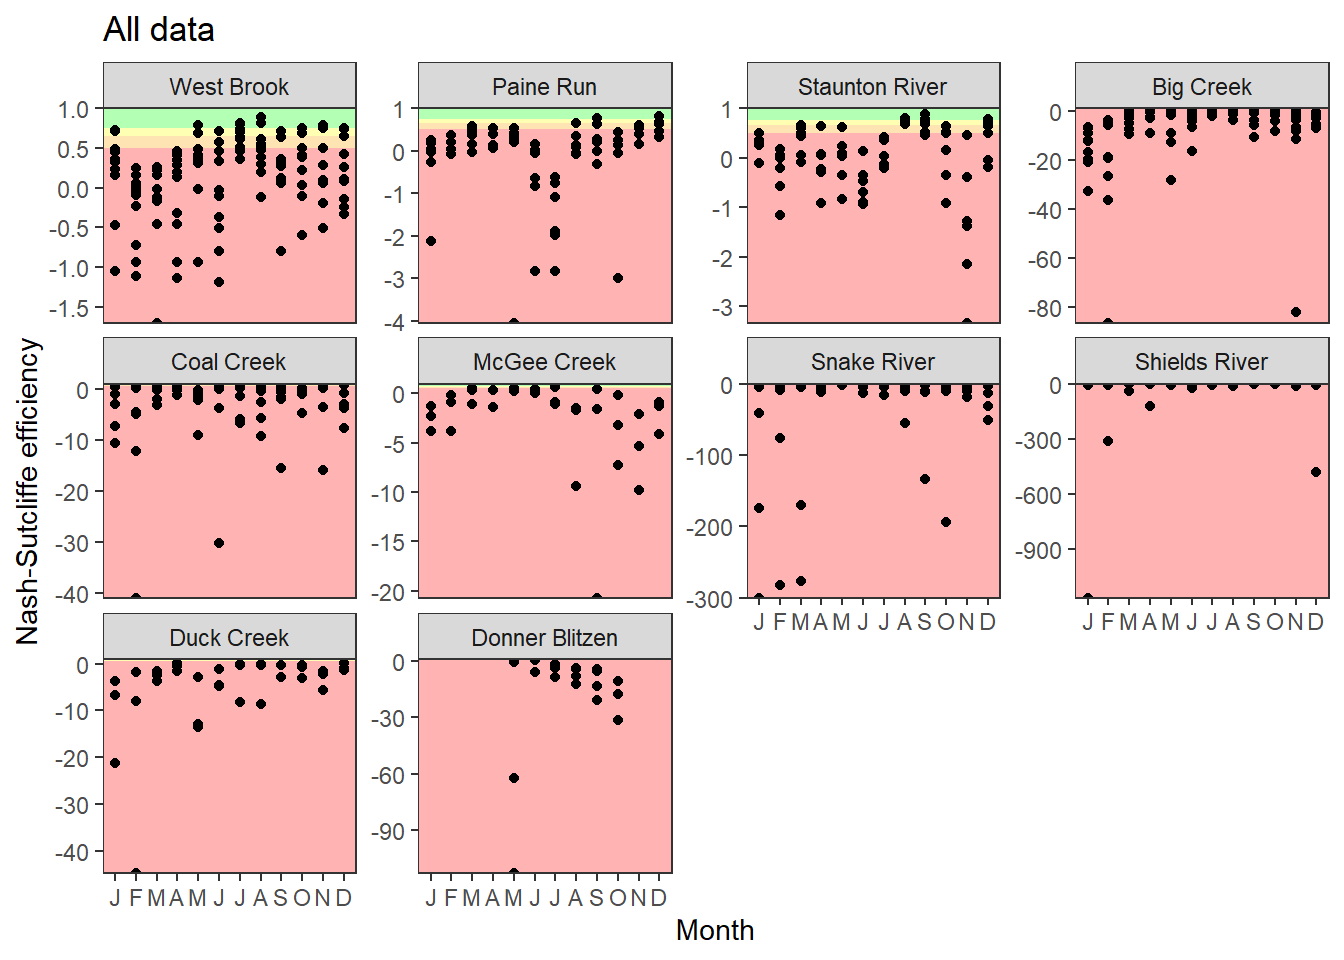 All data
West Brook
Paine Run
Staunton River
Big Creek
1.0
0.5
0.0
-0.5
-1.0
-1.5
1
0
-1
-2
-3
-4
1
0
-1
-2
-3
0
-20
-40
-60
-80
Coal Creek
McGee Creek
Snake River
Shields River
0
-10
-20
-30
-40
0
-5
-10
-15
-20
0
-100
-200
-300
0
-300
-600
-900
J F M A M J J A S O N D
J F M A M J J A S O N D
Duck Creek
Donner Blitzen
0
-10
-20
-30
-40
0
-30
-60
-90
J F M A M J J A S O N D
J F M A M J J A S O N D
Month
Nash-Sutcliffe efficiency